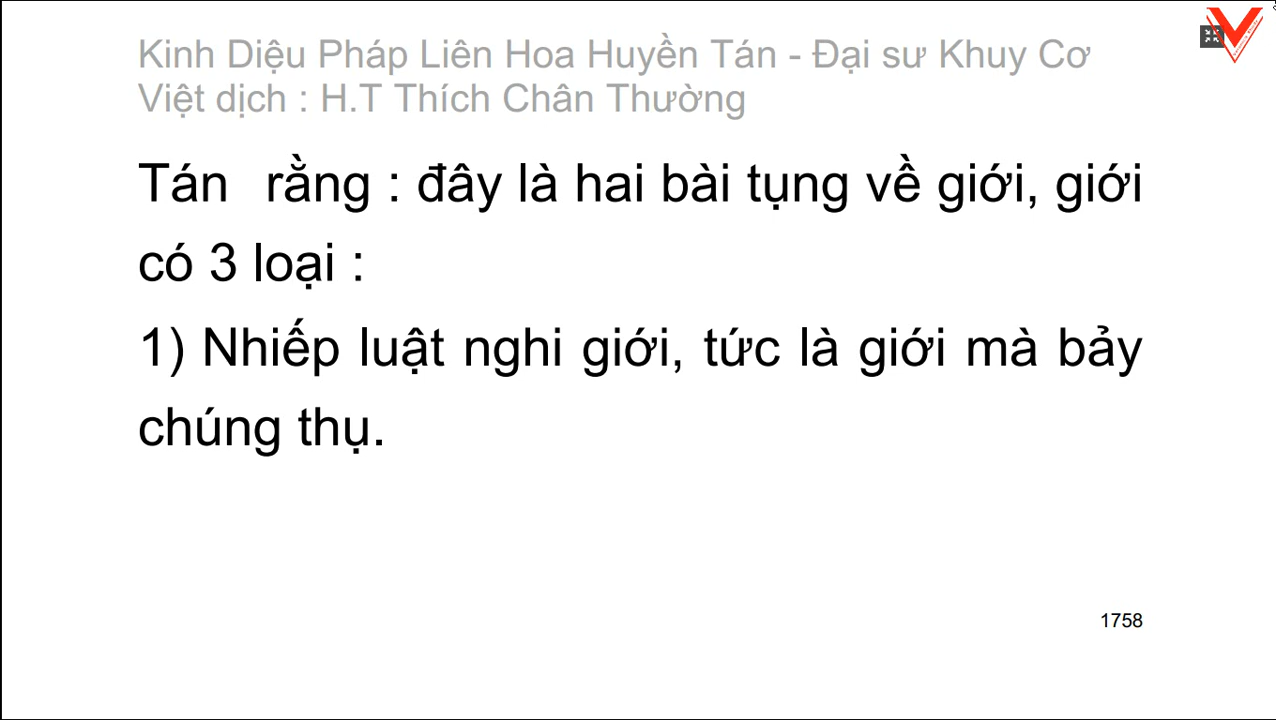 Kinh Diệu Pháp Liên Hoa Huyền Tán - Đại sư Khuy Cơ
Việt dịch : H.T Thích Chân Thường
Tán rằng : đây là hai bài tụng về giới, giới
có 3 loại :
1) Nhiếp luật nghi giới, tức là giới mà bảy
chúng thụ.
1758